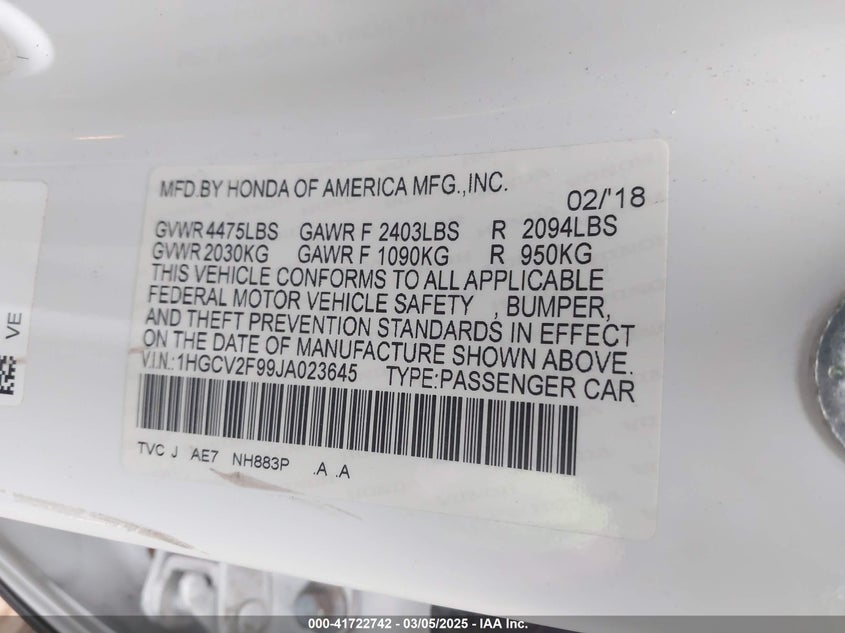 MFD.BY HONDA OF AMERICA MFG.,INC.
02/'18
GVWR 4475LBS GAWR F 2403LBS R 2094LBS
GVWR 2030KG GAWR F 1090KG R 950KG
THIS VEHICLE CONFORMS TO ALL APPLICABLE
FEDERAL MOTOR VEHICLE SAFETY , BUMPER,
AND THEFT PREVENTION STANDARDS IN EFFECT
ON THE DATE OF MANUFACTURE SHOWN ABOVE.
V.I.N.:1HGCV2F99JA023645 TYPE:PASSENGER CAR
TVC J AE7 NH883P .A .A
VE
000-41722742 — 03/05/2025 — IAA Inc.